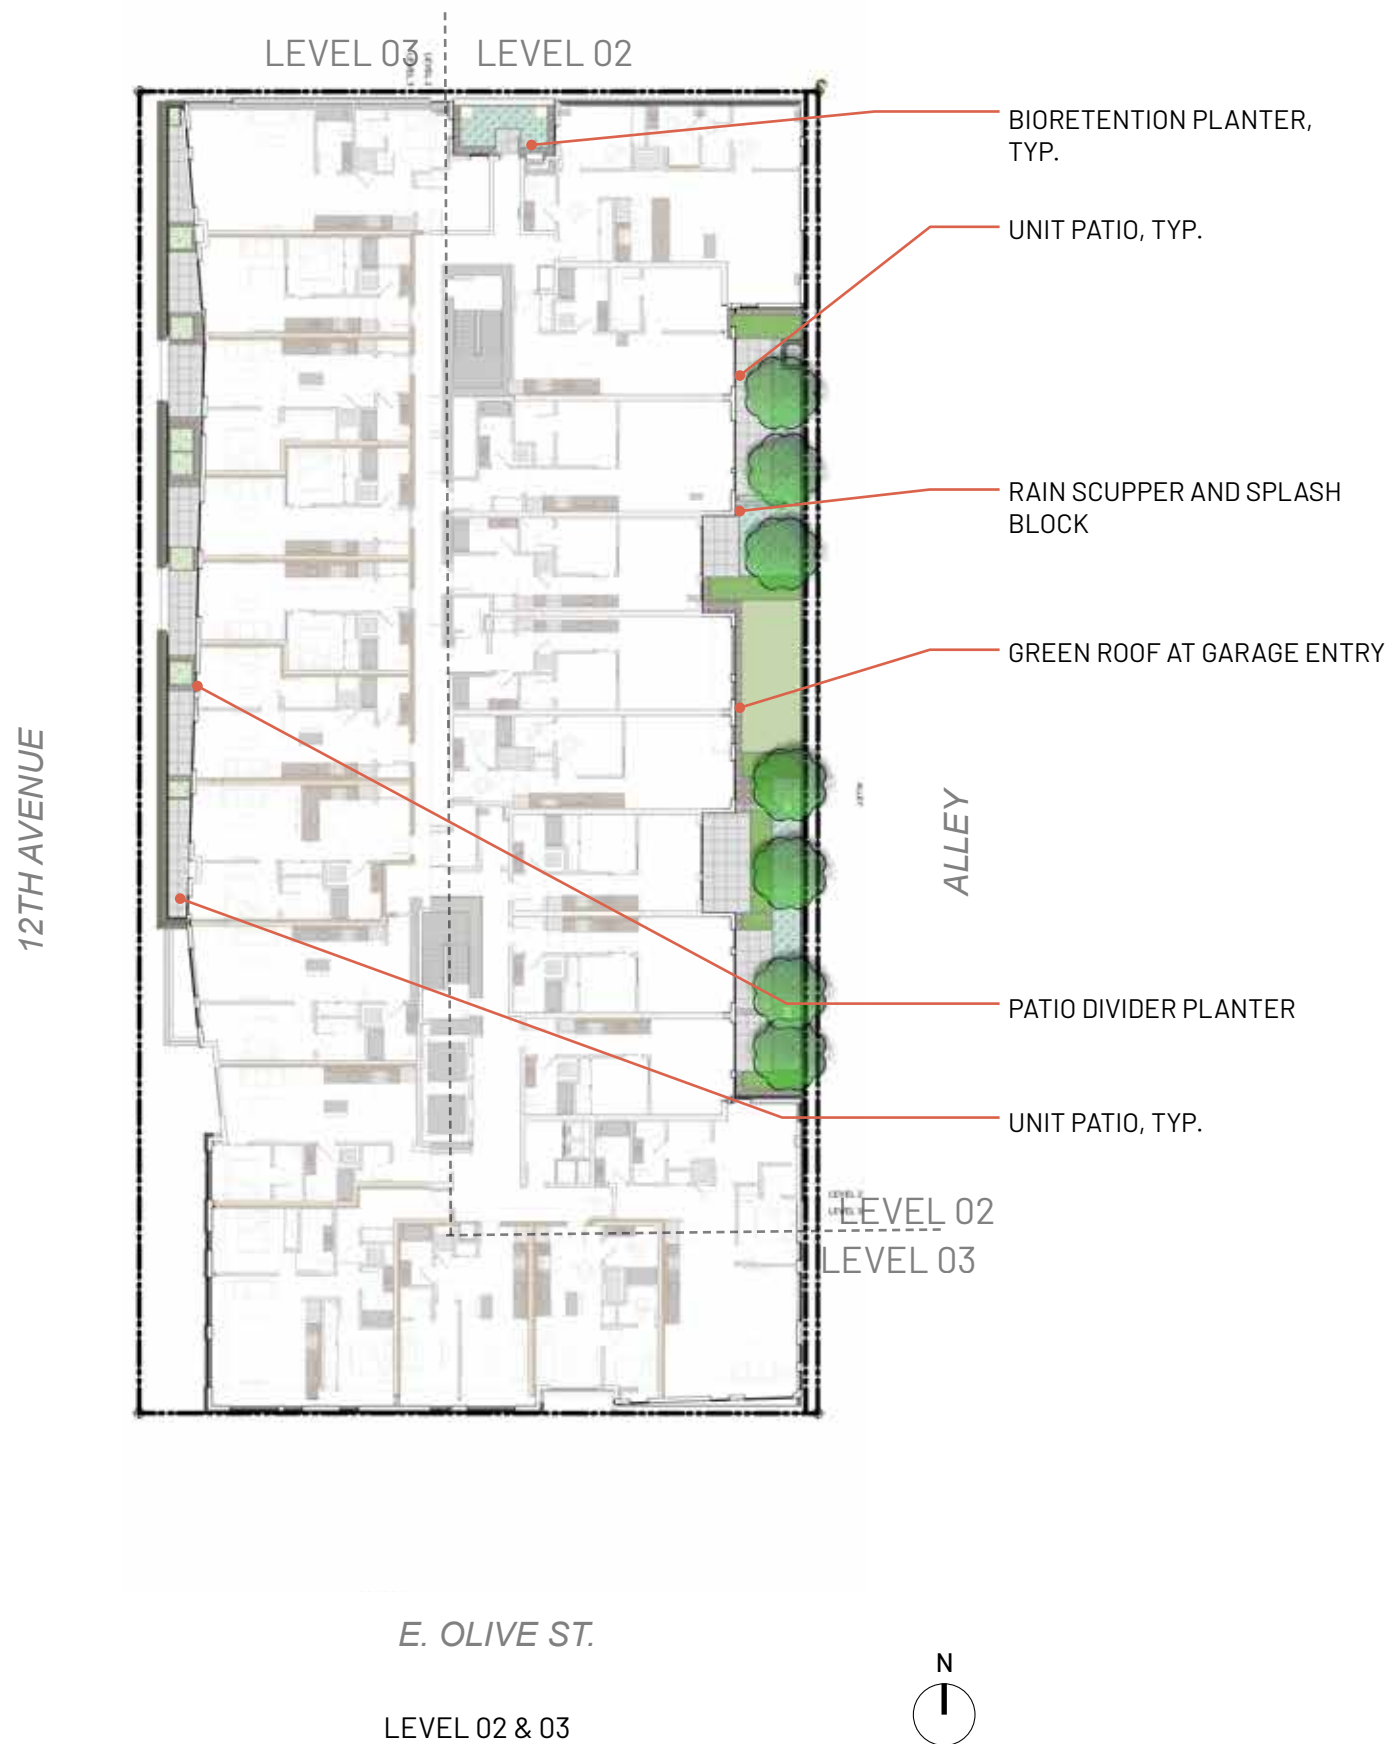 LEVEL 03
LEVEL 02
BIORETENTION PLANTER,
TYP.
UNIT PATIO, TYP.
RAIN SCUPPER AND SPLASH
BLOCK
GREEN ROOF AT GARAGE ENTRY
12TH AVENUE
ALLEY
ALLEY
PATIO DIVIDER PLANTER
UNIT PATIO, TYP.
LEVEL 02
LEVEL 03
E. OLIVE ST.
N
LEVEL 02 & 03